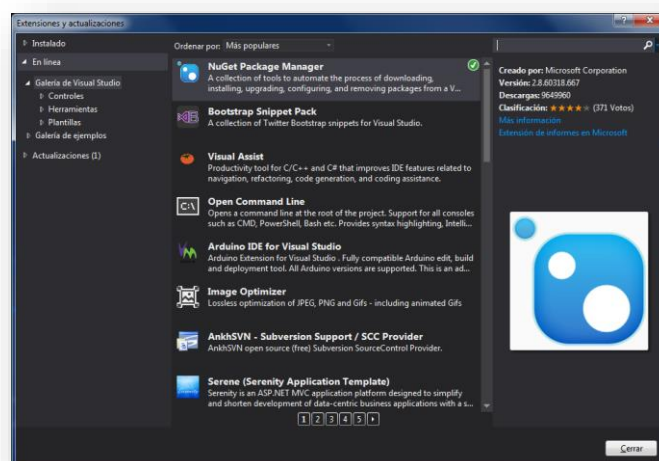 Extensiones y actualizaciones
Instalado
En línea
Galería de Visual Studio
Controles
Herramientas
Plantillas
Galería de ejemplos
Actualizaciones (1)
Ordenar por: Más populares
NuGet Package Manager
A collection of tools to automate the process of downloading,
installing, upgrading, configuring, and removing packages from a V...
Bootstrap Snippet Pack
A collection of Twitter Bootstrap snippets for Visual Studio.
Visual Assist
Productivity tool for C/C++ and C# that improves IDE features related to
navigation, refactoring, code generation, and coding assistance.
C:\
Open Command Line
Opens a command line at the root of the project. Support for all consoles
such as CMD, PowerShell, Bash etc. Provides syntax highlighting, Intelli...
Arduino IDE for Visual Studio
Arduino Extension for Visual Studio . Fully compatible Arduino edit, build
and deployment tool. All Arduino versions are supported. This is an ad...
Image Optimizer
Lossless optimization of JPEG, PNG and Gifs - including animated Gifs
AnkhSVN - Subversion Support / SCC Provider
AnkhSVN open source (free) Subversion SourceControl Provider.
Serene (Serenity Application Template)
Serenity is an ASP.NET MVC application platform designed to simplify
and shorten development of data-centric business applications with a s...
1 2 3 4 5
Creado por: Microsoft Corporation
Versión: 2.8.60318.667
Descargas: 9649960
Clasificación: (371 Votos)
Más información
Extensión de informes en Microsoft
Cerrar